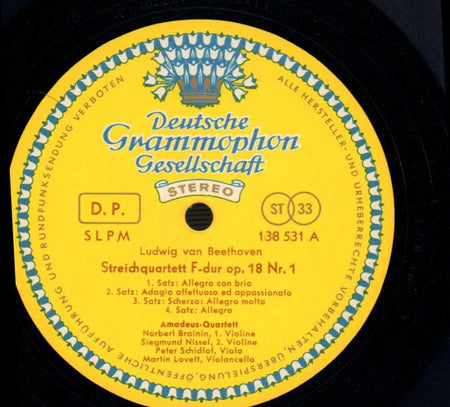 Deutsche
Grammophon
Gesellschaft
STEREO
D.P.
ST 33
SLPM
138 531 A
Ludwig van Beethoven
Streichquartett F-dur op. 18 Nr. 1
1. Satz: Allegro con brio
2. Satz: Adagio affettuoso ed appassionato
3. Satz: Scherzo: Allegro molto
4. Satz: Allegro
Amadeus-Quartett
Norbert Brainin, 1. Violine
Siegmund Nissel, 2. Violine
Peter Schidlof, Viola
Martin Lovett, Violoncello
ALLE HERSTELLER- UND URHEBERRECHTE VORBEHALTEN, ÜBERSPIELUNG, ÖFFENTLICHE AUFFÜHRUNG UND RUNDFUNKSENDUNG VERBOTEN